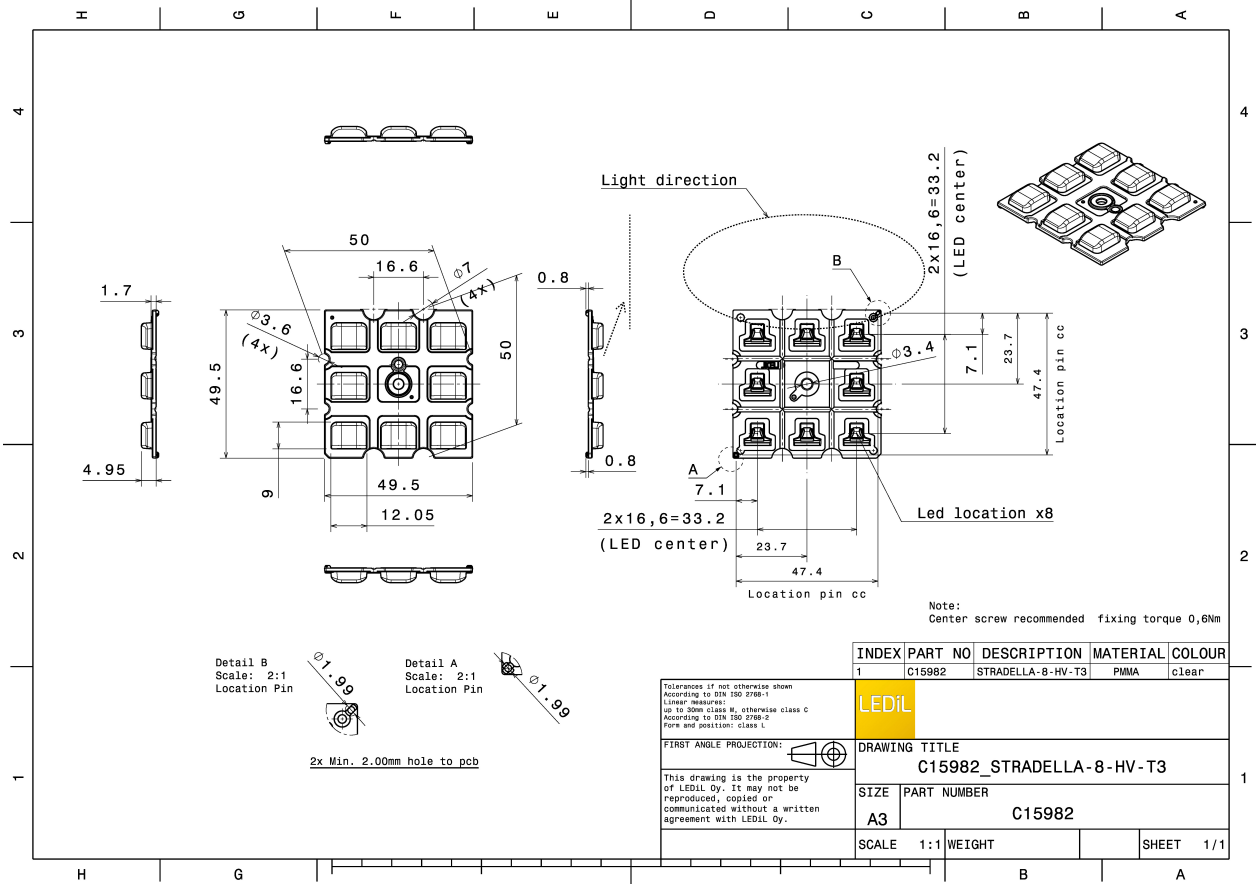 H G F E D C B A
4
4
Light direction
2x16,6=33.2
(LED center)
50
16.6
⌀7
(4x)
0.8
B
1.7
⌀3.6
(4x)
3
3
49.5
16.6
50
⌀3.4
7.1
23.7
47.4
Location pin cc
4.95
9
0.8
A
49.5
7.1
12.05
2x16,6=33.2
(LED center)
Led location x8
23.7
2
2
47.4
Location pin cc
Note:
Center screw recommended fixing torque 0,6Nm
Detail B
Scale: 2:1
Location Pin
⌀1.99
Detail A
Scale: 2:1
Location Pin
⌀1.99
2x Min. 2.00mm hole to pcb
INDEX PART NO DESCRIPTION MATERIAL COLOUR
1 C15982 STRADELLA-8-HV-T3 PMMA clear
Tolerances if not otherwise shown
According to DIN ISO 2768-1
Linear measures:
up to 30mm class M, otherwise class C
According to DIN ISO 2768-2
Form and position: class L
LEDiL
FIRST ANGLE PROJECTION:
DRAWING TITLE
C15982_STRADELLA-8-HV-T3
1
1
This drawing is the property
of LEDiL Oy. It may not be
reproduced, copied or
communicated without a written
agreement with LEDiL Oy.
SIZE PART NUMBER
A3 C15982
SCALE 1:1 WEIGHT SHEET 1/1
H G B A